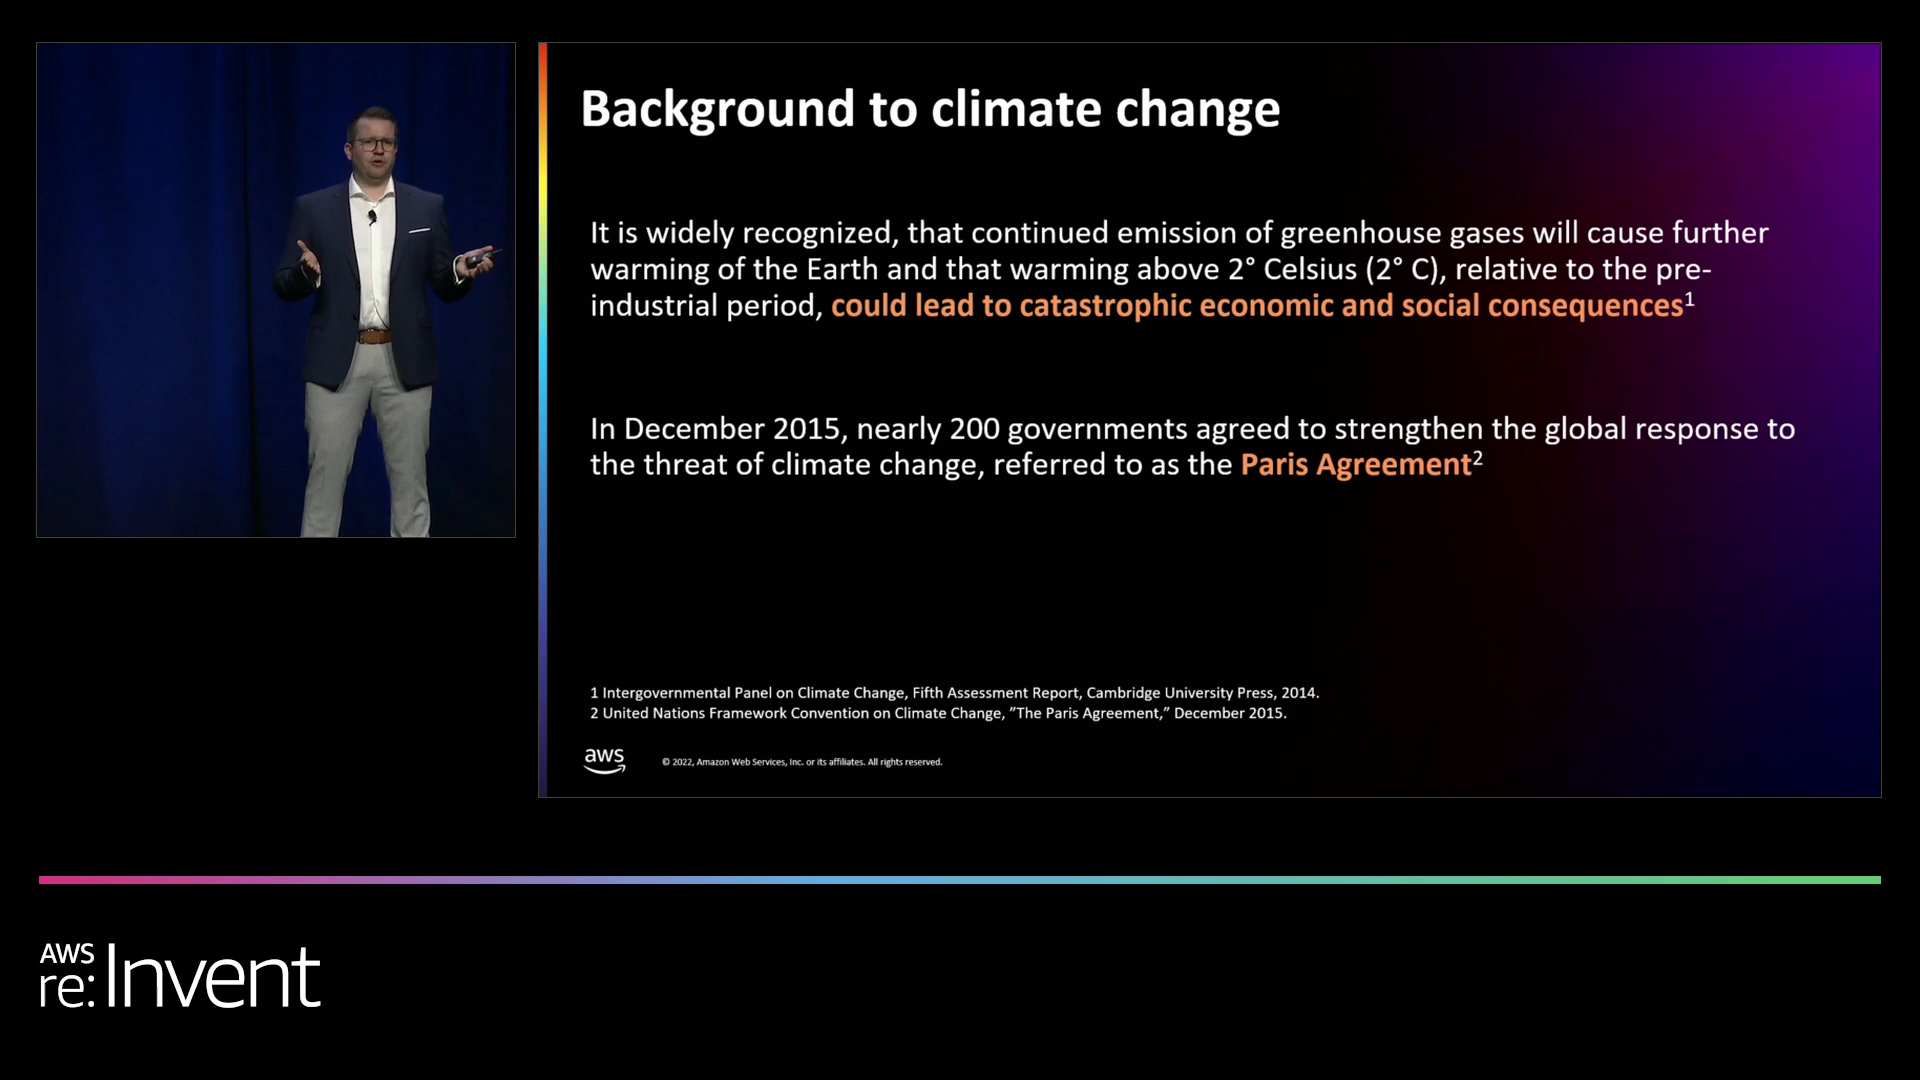 Background to climate change
It is widely recognized, that continued emission of greenhouse gases will cause further
warming of the Earth and that warming above 2° Celsius (2° C), relative to the pre-
industrial period, could lead to catastrophic economic and social consequences¹
In December 2015, nearly 200 governments agreed to strengthen the global response to
the threat of climate change, referred to as the Paris Agreement²
1 Intergovernmental Panel on Climate Change, Fifth Assessment Report, Cambridge University Press, 2014.
2 United Nations Framework Convention on Climate Change, ”The Paris Agreement,” December 2015.
aws
© 2022, Amazon Web Services, Inc. or its affiliates. All rights reserved.
AWS
re:Invent